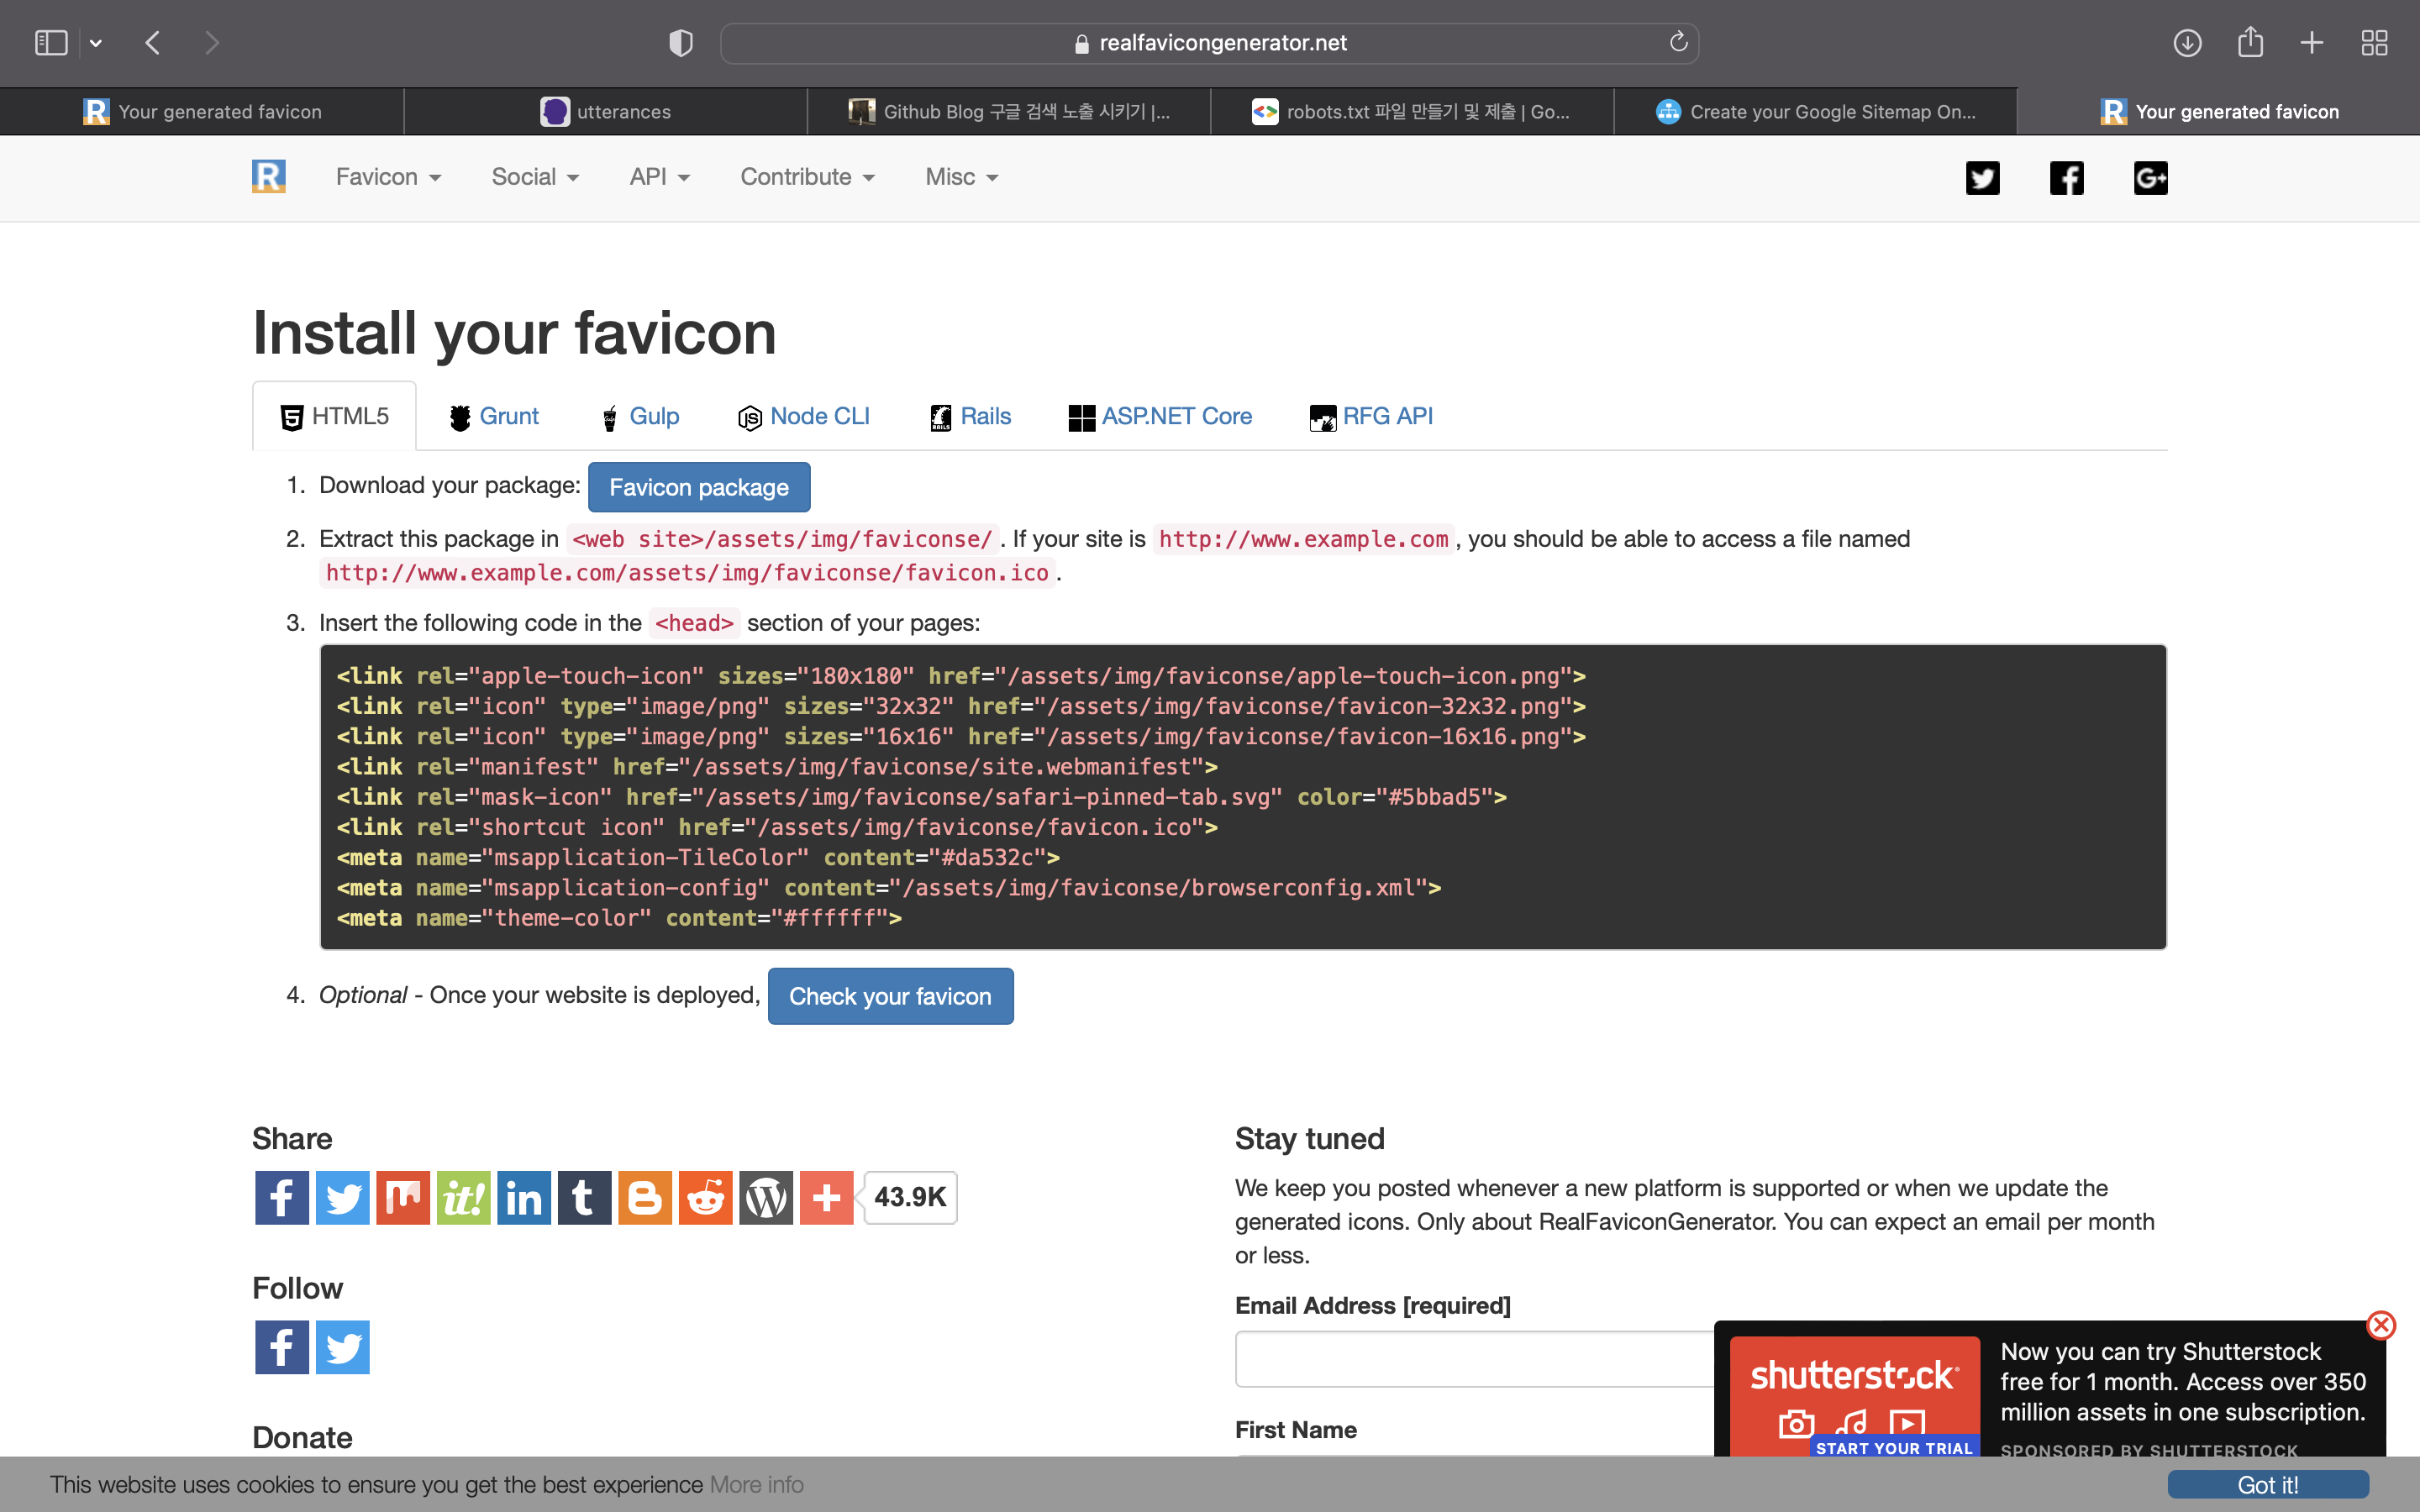 realfavicongenerator.net
Your generated favicon
utterances
Github Blog 구글 검색 노출 시키기 |...
robots.txt 파일 만들기 및 제출 | Go...
Create your Google Sitemap On...
Your generated favicon
R Favicon Social API Contribute Misc G+
Install your favicon
HTML5 Grunt Gulp Node CLI Rails ASP.NET Core RFG API
1. Download your package: Favicon package
2. Extract this package in <web site>/assets/img/faviconse/. If your site is http://www.example.com, you should be able to access a file named
http://www.example.com/assets/img/faviconse/favicon.ico.
3. Insert the following code in the <head> section of your pages:
<link rel="apple-touch-icon" sizes="180x180" href="/assets/img/faviconse/apple-touch-icon.png">
<link rel="icon" type="image/png" sizes="32x32" href="/assets/img/faviconse/favicon-32x32.png">
<link rel="icon" type="image/png" sizes="16x16" href="/assets/img/faviconse/favicon-16x16.png">
<link rel="manifest" href="/assets/img/faviconse/site.webmanifest">
<link rel="mask-icon" href="/assets/img/faviconse/safari-pinned-tab.svg" color="#5bbad5">
<link rel="shortcut icon" href="/assets/img/faviconse/favicon.ico">
<meta name="msapplication-TileColor" content="#da532c">
<meta name="msapplication-config" content="/assets/img/faviconse/browserconfig.xml">
<meta name="theme-color" content="#ffffff">
4. Optional - Once your website is deployed, Check your favicon
Share
it! in 43.9K
Follow
Donate
Stay tuned
We keep you posted whenever a new platform is supported or when we update the
generated icons. Only about RealFaviconGenerator. You can expect an email per month
or less.
Email Address [required]
First Name
shutterstock
START YOUR TRIAL
Now you can try Shutterstock
free for 1 month. Access over 350
million assets in one subscription.
SPONSORED BY SHUTTERSTOCK
This website uses cookies to ensure you get the best experience More info
Got it!